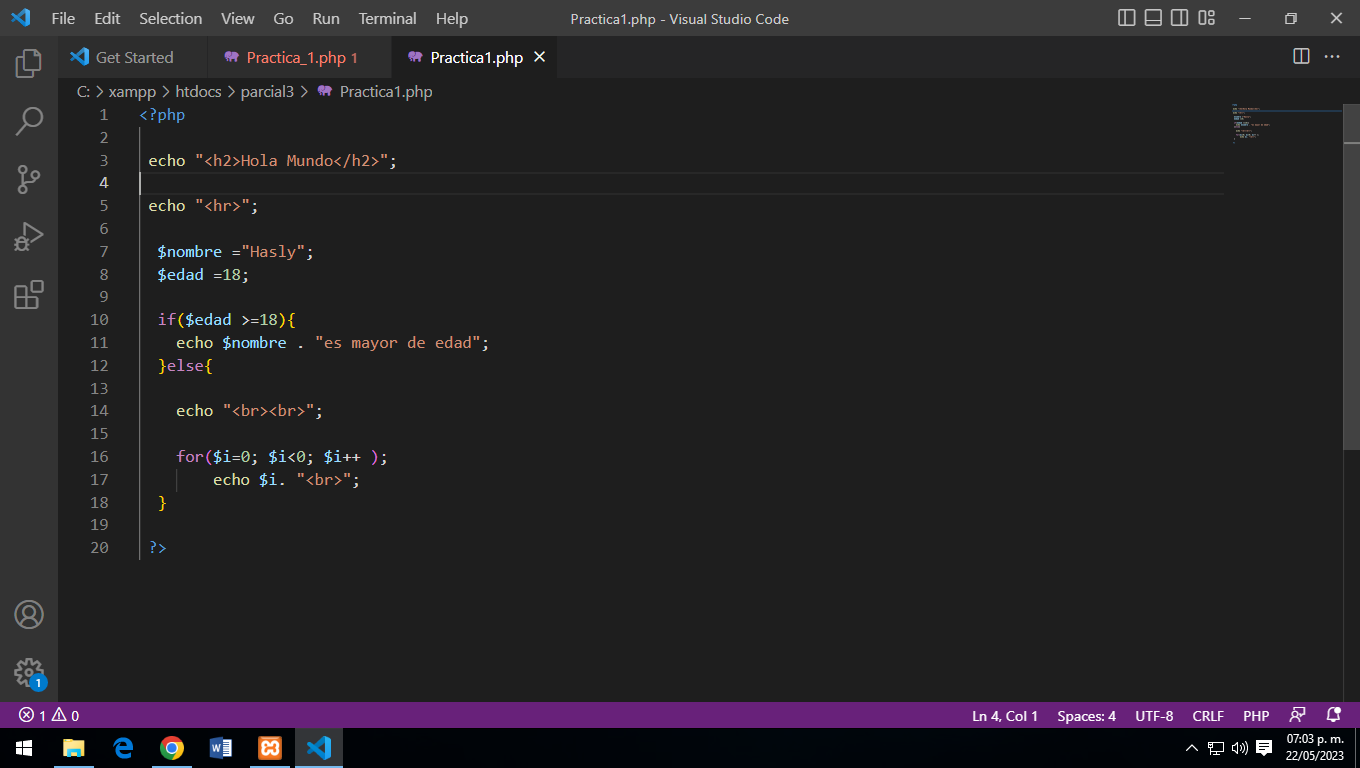 File Edit Selection View Go Run Terminal Help Practica1.php - Visual Studio Code
Get Started Practica_1.php 1 Practica1.php
C: > xampp > htdocs > parcial3 > Practica1.php
1 <?php
2
3 echo "<h2>Hola Mundo</h2>";
4
5 echo "<hr>";
6
7 $nombre ="Hasly";
8 $edad =18;
9
10 if($edad >=18){
11 echo $nombre . "es mayor de edad";
12 }else{
13
14 echo "<br><br>";
15
16 for($i=0; $i<0; $i++ );
17 echo $i. "<br>";
18 }
19
20 ?>
1
1 0 Ln 4, Col 1 Spaces: 4 UTF-8 CRLF PHP
07:03 p. m.
22/05/2023